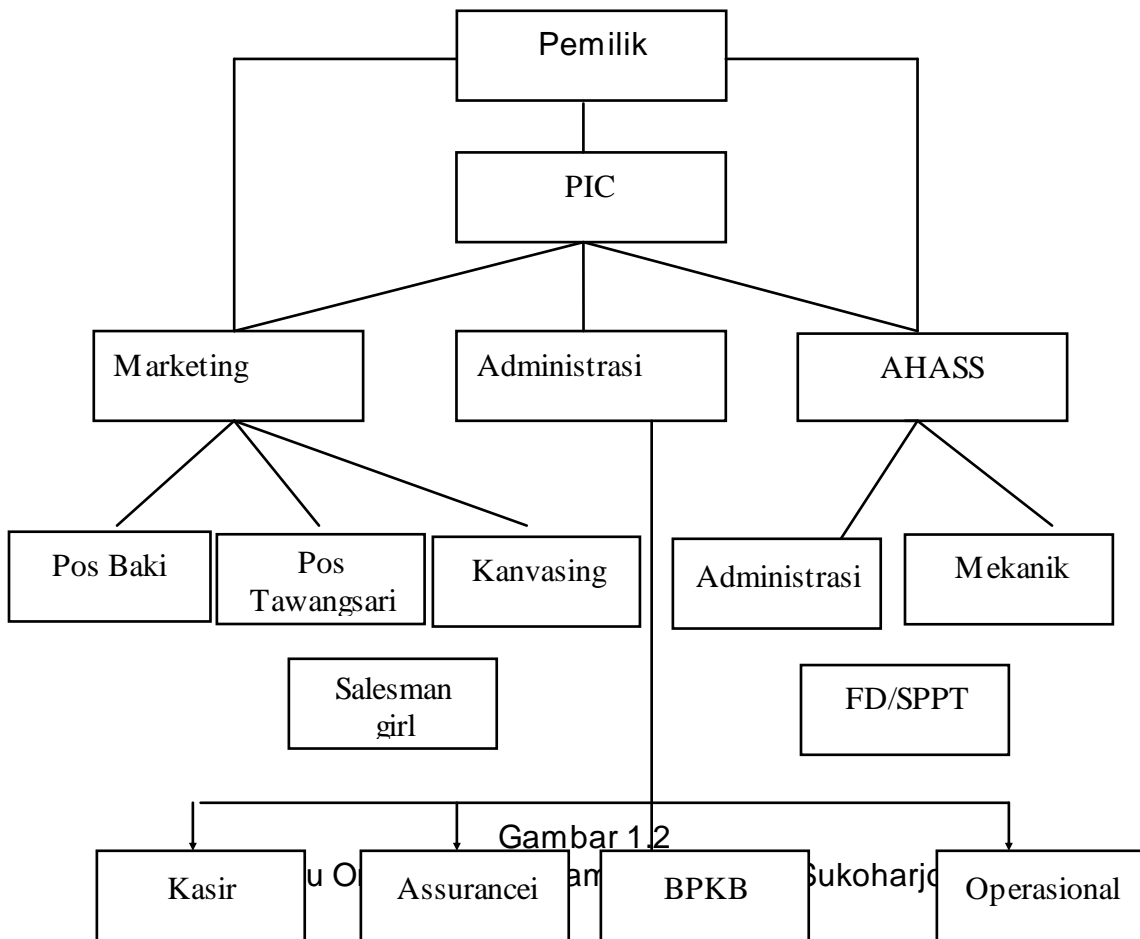 Pemilik
PIC
Marketing
Administrasi
AHASS
Pos Baki
Pos
Tawangsari
Kanvasing
Administrasi
Mekanik
Salesman
girl
FD/SPPT
Gambar 1.2
Sukoharjo
Kasir
Assurancei
BPKB
Operasional